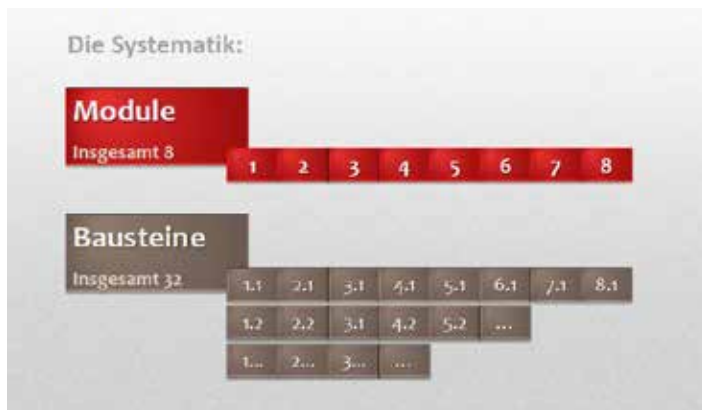 Die Systematik:
Module
Insgesamt 8
1 2 3 4 5 6 7 8
Bausteine
Insgesamt 32
1.1 2.1 3.1 4.1 5.1 6.1 7.1 8.1
1.2 2.2 3.1 4.2 5.2 ...
1... 2... 3... ...